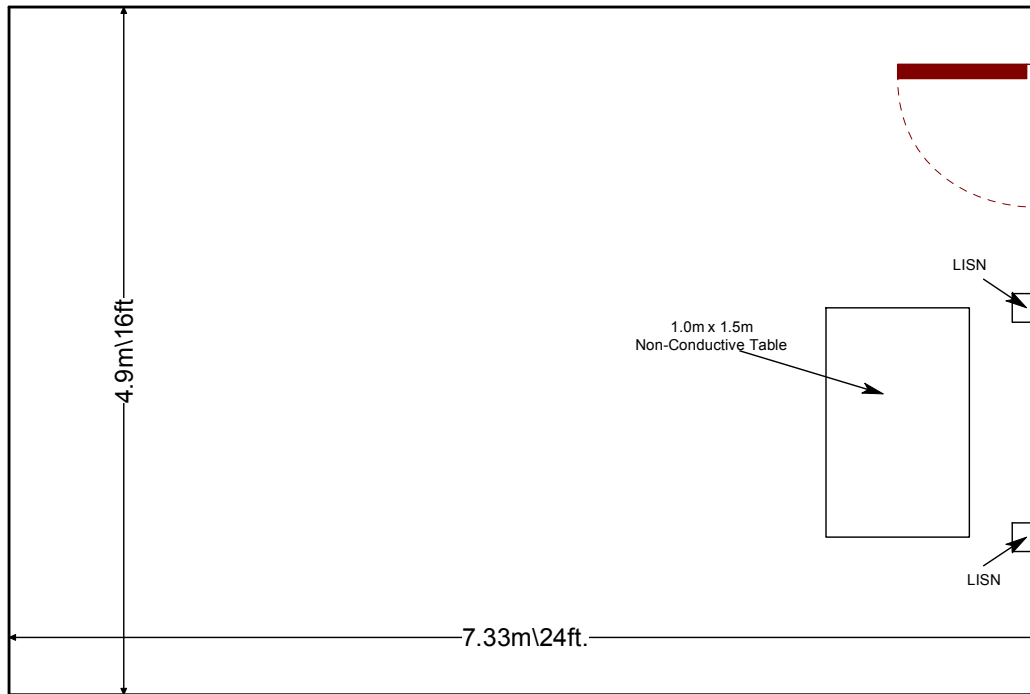 LISN
4.9m\16ft
1.0m x 1.5m
Non-Conductive Table
LISN
7.33m\24ft.